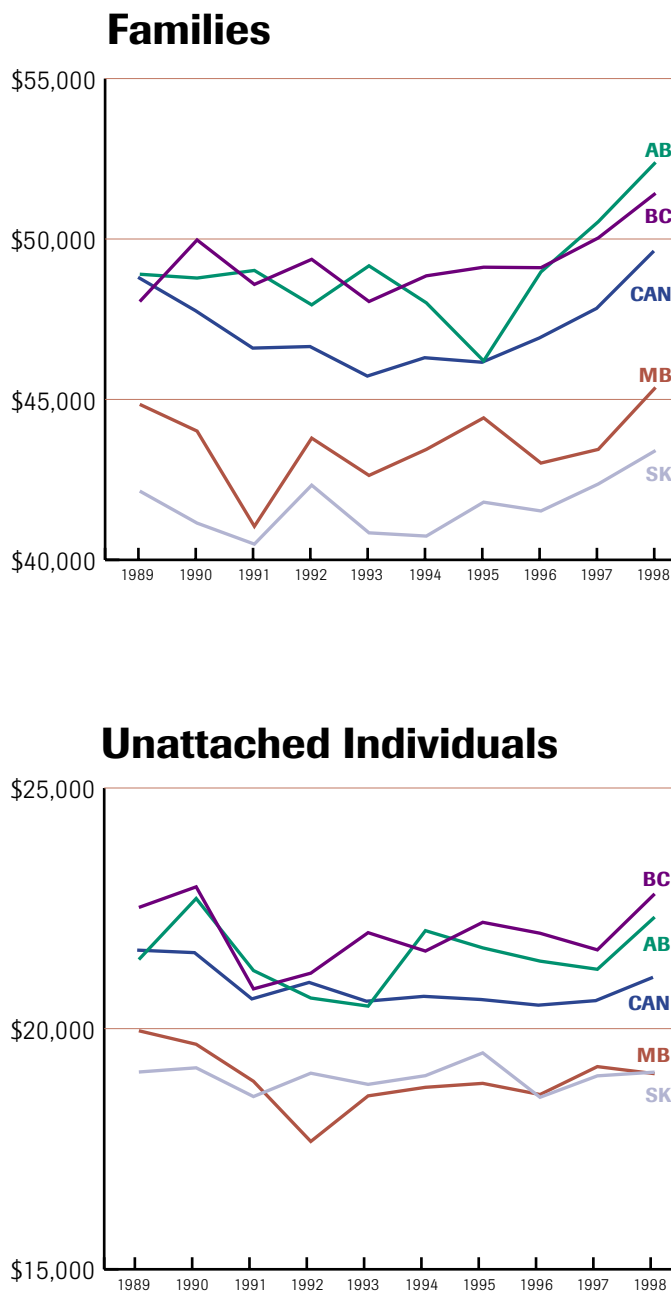 Families
$55,000
AB
$50,000
BC
CAN
MB
$45,000
SK
$40,000
1989 1990 1991 1992 1993 1994 1995 1996 1997 1998
Unattached Individuals
$25,000
BC
AB
CAN
$20,000
MB
SK
$15,000
1989 1990 1991 1992 1993 1994 1995 1996 1997 1998